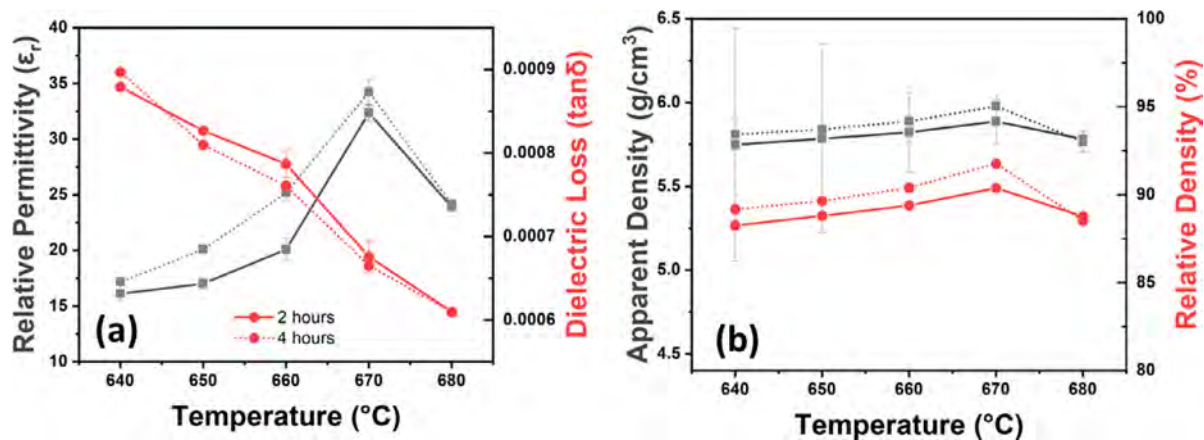 40
35
30
25
20
15
10
Relative Permittivity (εr)
0.0009
0.0008
0.0007
0.0006
Dielectric Loss (tanδ)
(a)
2 hours
4 hours
640 650 660 670 680
Temperature (°C)
6.5
6.0
5.5
5.0
4.5
Apparent Density (g/cm³)
100
95
90
85
80
Relative Density (%)
(b)
640 650 660 670 680
Temperature (°C)